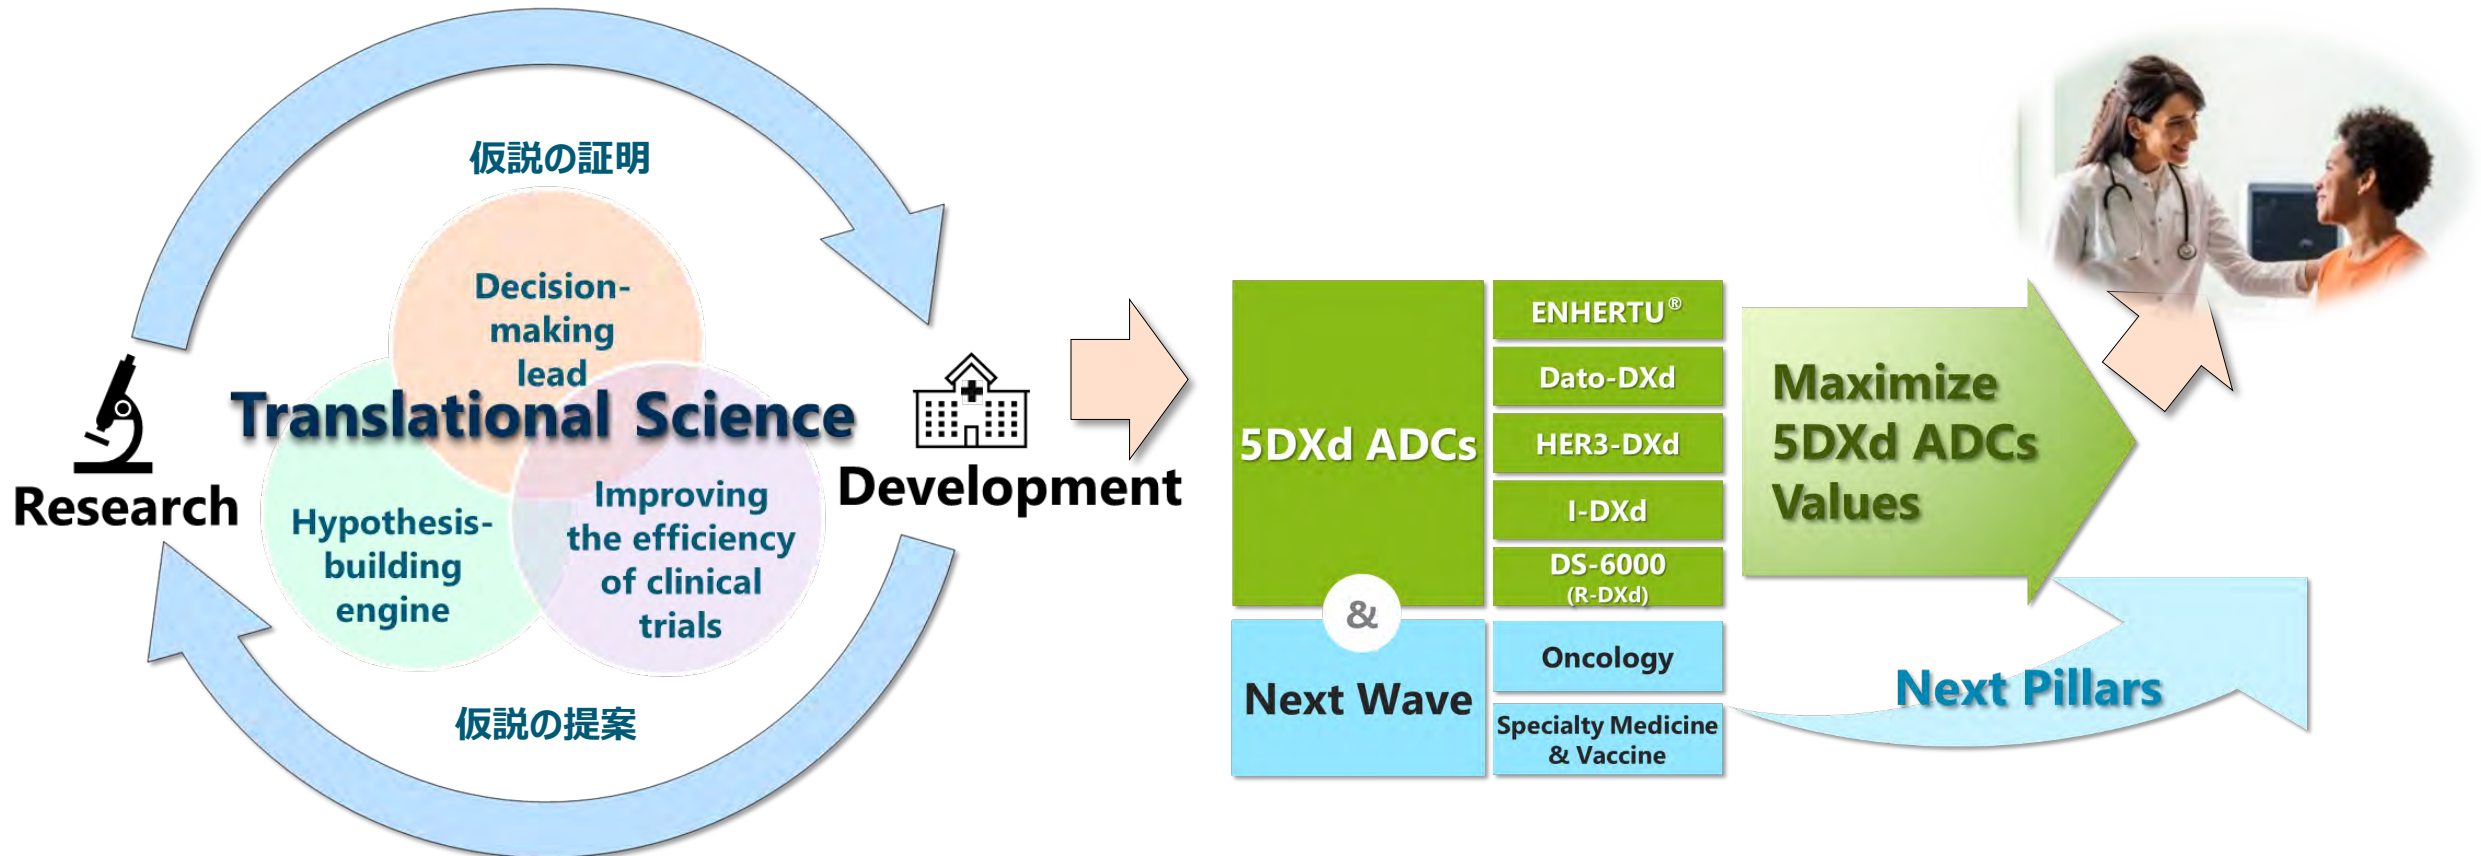 仮説の証明
Decision-
making
lead
Translational Science
Research
Hypothesis-
building
engine
Improving
the efficiency
of clinical
trials
Development
仮説の提案
5DXd ADCs
&
Next Wave
ENHERTU®
Dato-DXd
HER3-DXd
I-DXd
DS-6000
(R-DXd)
Oncology
Specialty Medicine
& Vaccine
Maximize
5DXd ADCs
Values
Next Pillars